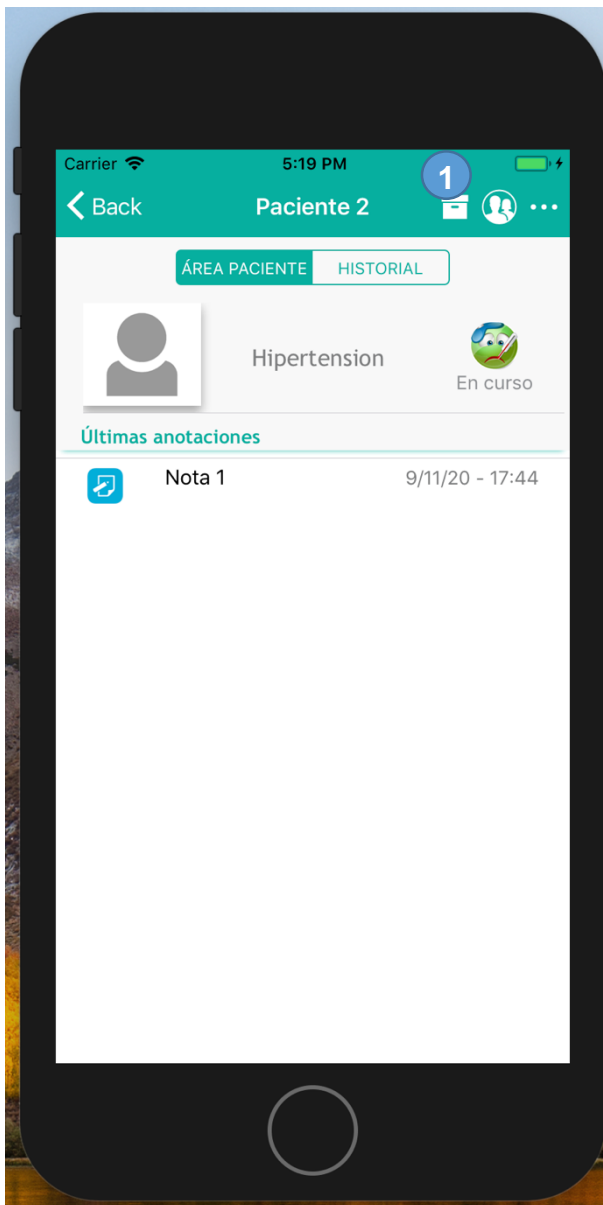 Carrier 5:19 PM
1
Back Paciente 2 ...
ÁREA PACIENTE HISTORIAL
Hipertension
En curso
Últimas anotaciones
Nota 1 9/11/20 - 17:44